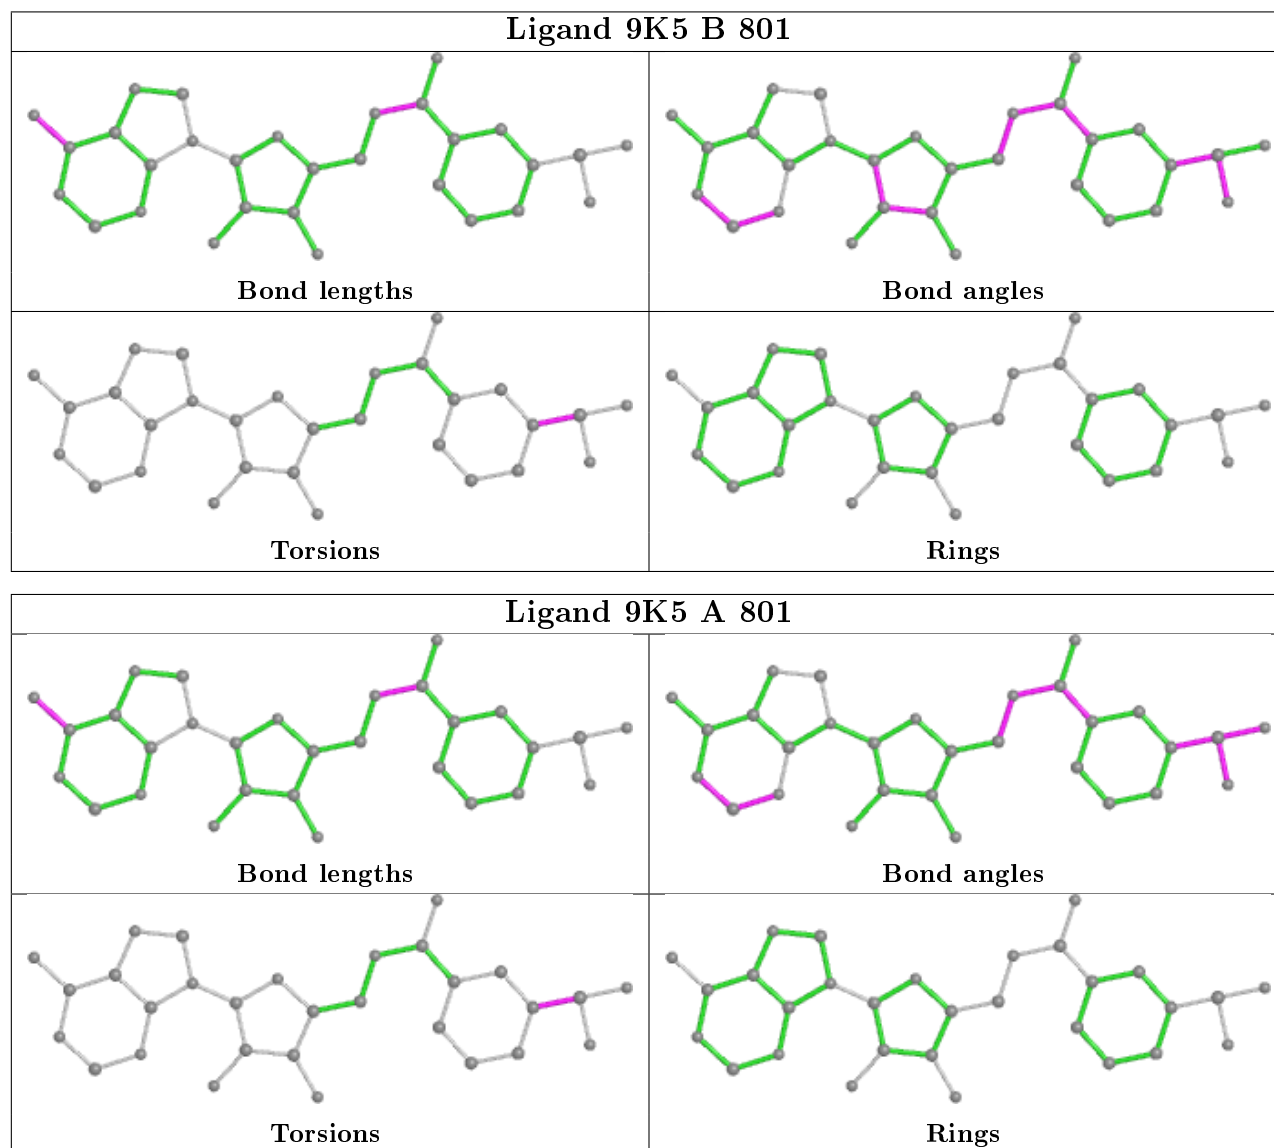 Ligand 9K5 B 801
Bond lengths
Bond angles
Torsions
Rings
Ligand 9K5 A 801
Bond lengths
Bond angles
Torsions
Rings